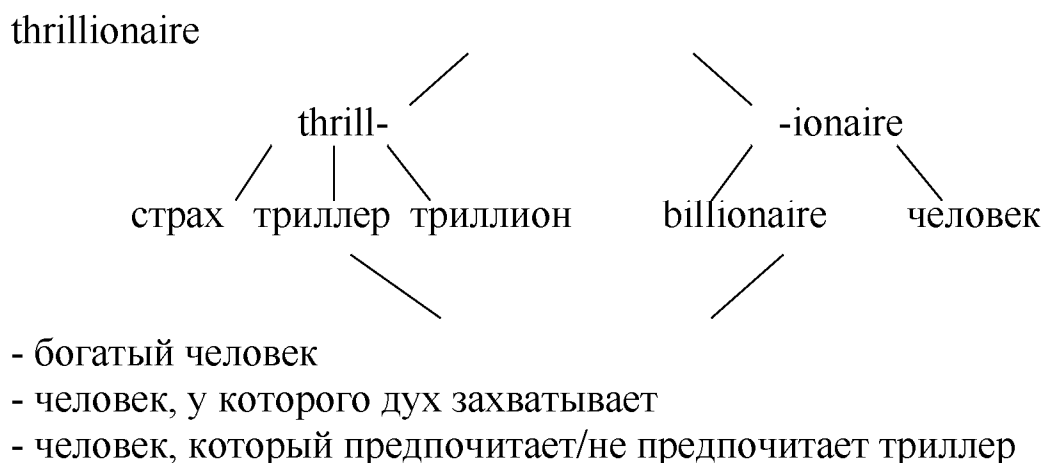 thrillionaire
thrill- -ionaire
страх триллер триллион billionaire человек
- богатый человек
- человек, у которого дух захватывает
- человек, который предпочитает/не предпочитает триллер